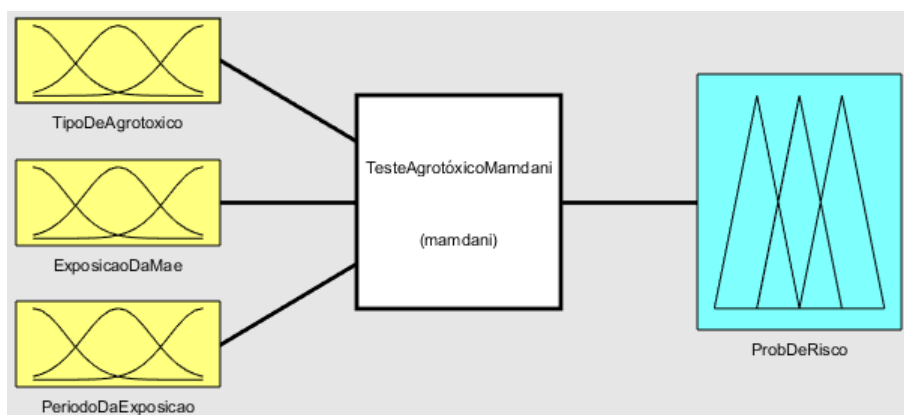 TipoDeAgrotoxico
ExposicaoDaMae
PeriodoDaExposicao
TesteAgrotóxicoMamdani
(mamdani)
ProbDeRisco